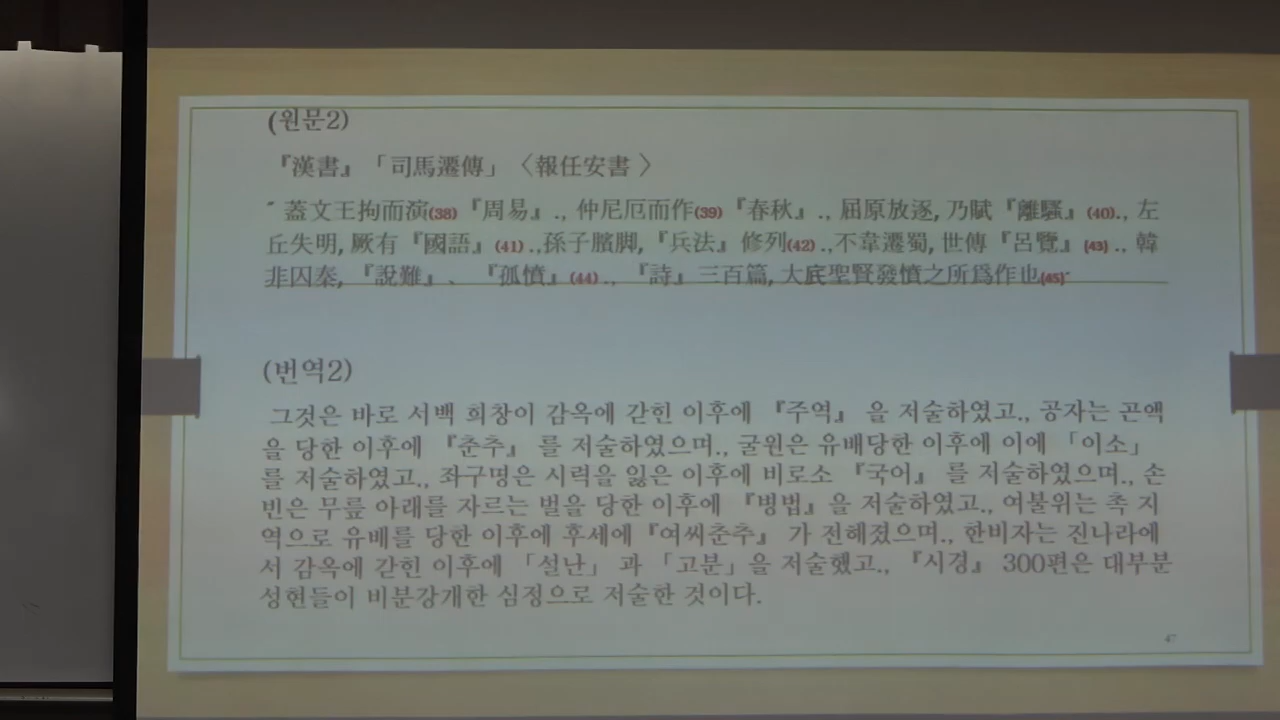 (원문2)
『漢書』「司馬遷傳」〈報任安書 〉
蓋文王拘而演(38)『周易』., 仲尼厄而作(39)『春秋』., 屈原放逐, 乃賦『離騷』(40)., 左
丘失明, 厥有『國語』(41).,孫子臏脚,『兵法』修列(42).,不韋遷蜀, 世傳『呂覽』(43)., 韓
非囚秦, 『說難』、『孤憤』(44)., 『詩』三百篇, 大底聖賢發憤之所爲作也(45)
(번역2)
그것은 바로 서백 희창이 감옥에 갇힌 이후에 『주역』 을 저술하였고., 공자는 곤액
을 당한 이후에 『춘추』 를 저술하였으며., 굴원은 유배당한 이후에 이에 「이소」
를 저술하였고., 좌구명은 시력을 잃은 이후에 비로소 『국어』 를 저술하였으며., 손
빈은 무릎 아래를 자르는 벌을 당한 이후에 『병법』을 저술하였고., 여불위는 촉 지
역으로 유배를 당한 이후에 후세에『여씨춘추』 가 전해졌으며., 한비자는 진나라에
서 감옥에 갇힌 이후에 「설난」 과 「고분」을 저술했고., 『시경』 300편은 대부분
성현들이 비분강개한 심정으로 저술한 것이다.